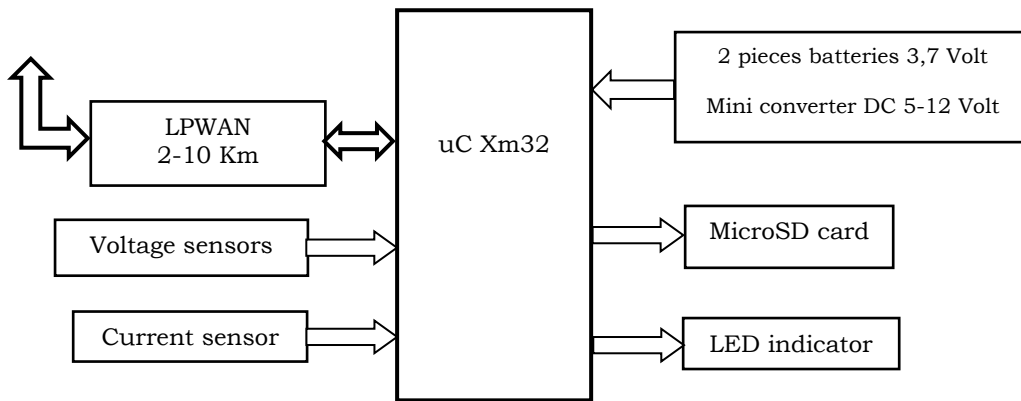 2 pieces batteries 3,7 Volt
Mini converter DC 5-12 Volt
LPWAN
2-10 Km
uC Xm32
Voltage sensors
MicroSD card
Current sensor
LED indicator